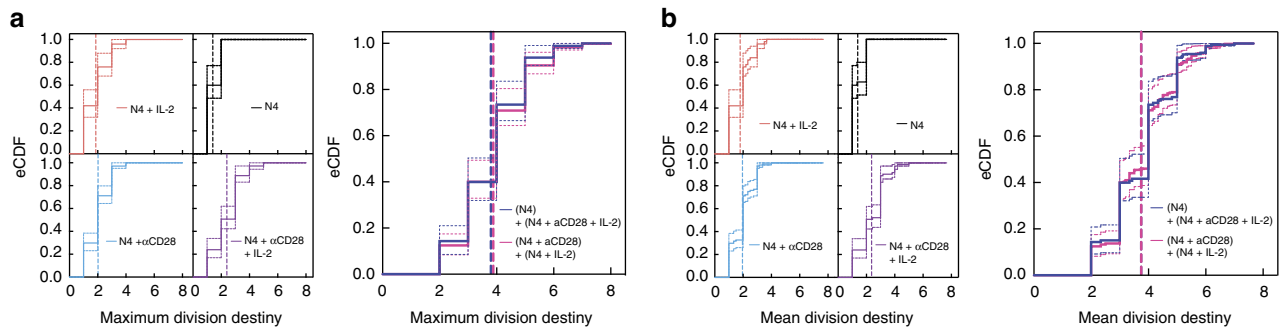 a
eCDF
1.0
0.8
0.6
0.4
0.2
0.0
N4 + IL-2
N4
1.0
0.8
0.6
0.4
0.2
0.0
N4 +αCD28
N4 + αCD28
+ IL-2
0 2 4 6 8 0 2 4 6 8
Maximum division destiny
eCDF
1.0
0.8
0.6
0.4
0.2
0.0
(N4)
+ (N4 + aCD28 + IL-2)
(N4 + aCD28)
+ (N4 + IL-2)
0 2 4 6 8
Maximum division destiny
b
eCDF
1.0
0.8
0.6
0.4
0.2
0.0
N4 + IL-2
N4
1.0
0.8
0.6
0.4
0.2
0.0
N4 + αCD28
N4 + αCD28
+ IL-2
0 2 4 6 8 0 2 4 6 8
Mean division destiny
eCDF
1.0
0.8
0.6
0.4
0.2
0.0
(N4)
+ (N4 + aCD28 + IL-2)
(N4 + aCD28)
+ (N4 + IL-2)
0 2 4 6 8
Mean division destiny